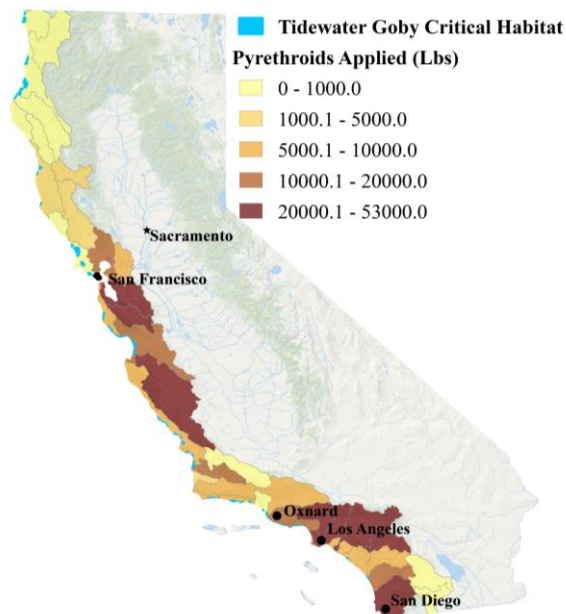 Tidewater Goby Critical Habitat
Pyrethroids Applied (Lbs)
0 - 1000.0
1000.1 - 5000.0
5000.1 - 10000.0
10000.1 - 20000.0
20000.1 - 53000.0
Sacramento
San Francisco
Oxnard
Los Angeles
San Diego